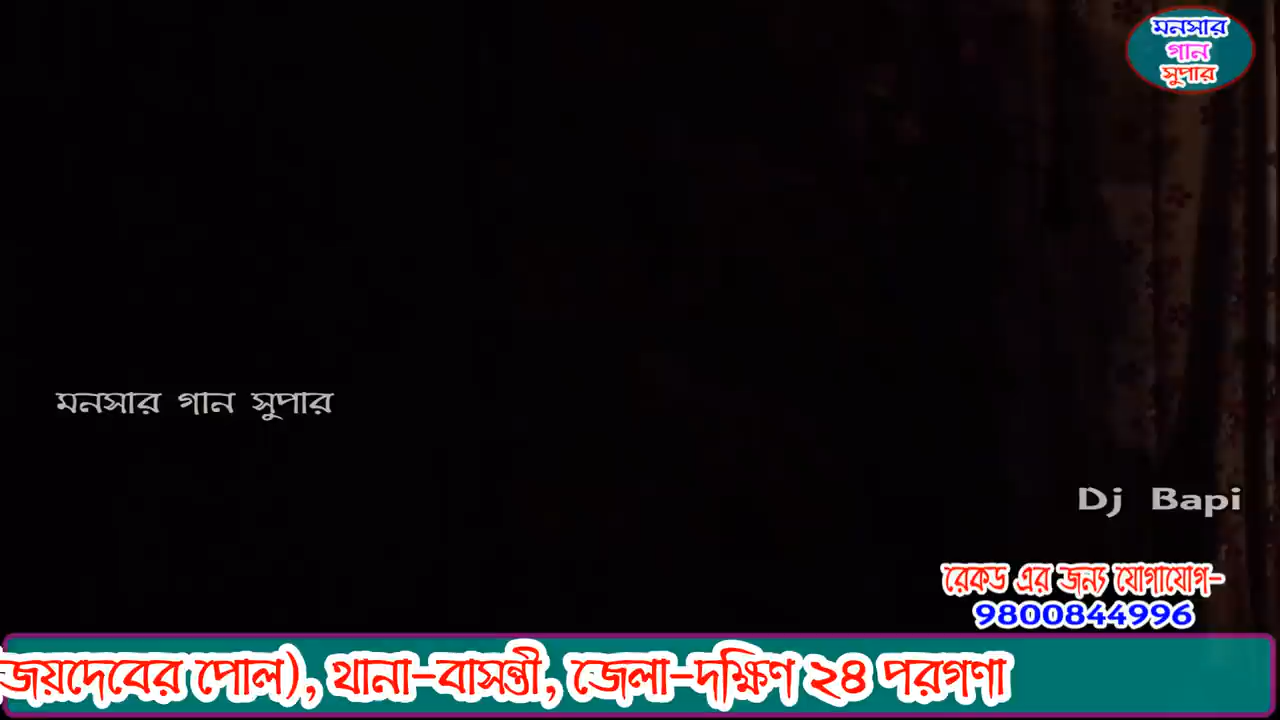 মনসার
গান
সুপার
মনসার গান সুপার
Dj Bapi
রেকড এর জন্য যোগাযোগ-
9800844996
জয়দেবের পোল), থানা-বাসন্তী, জেলা-দক্ষিণ ২৪ পরগণা